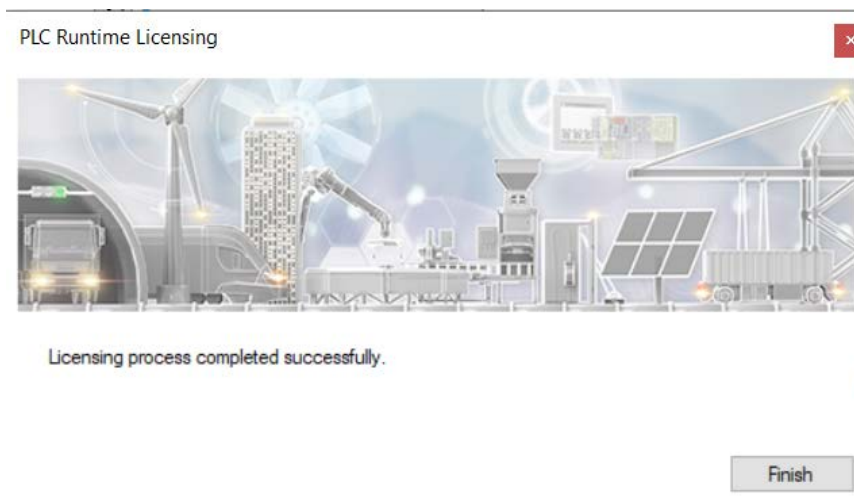 PLC Runtime Licensing
Licensing process completed successfully.
Finish